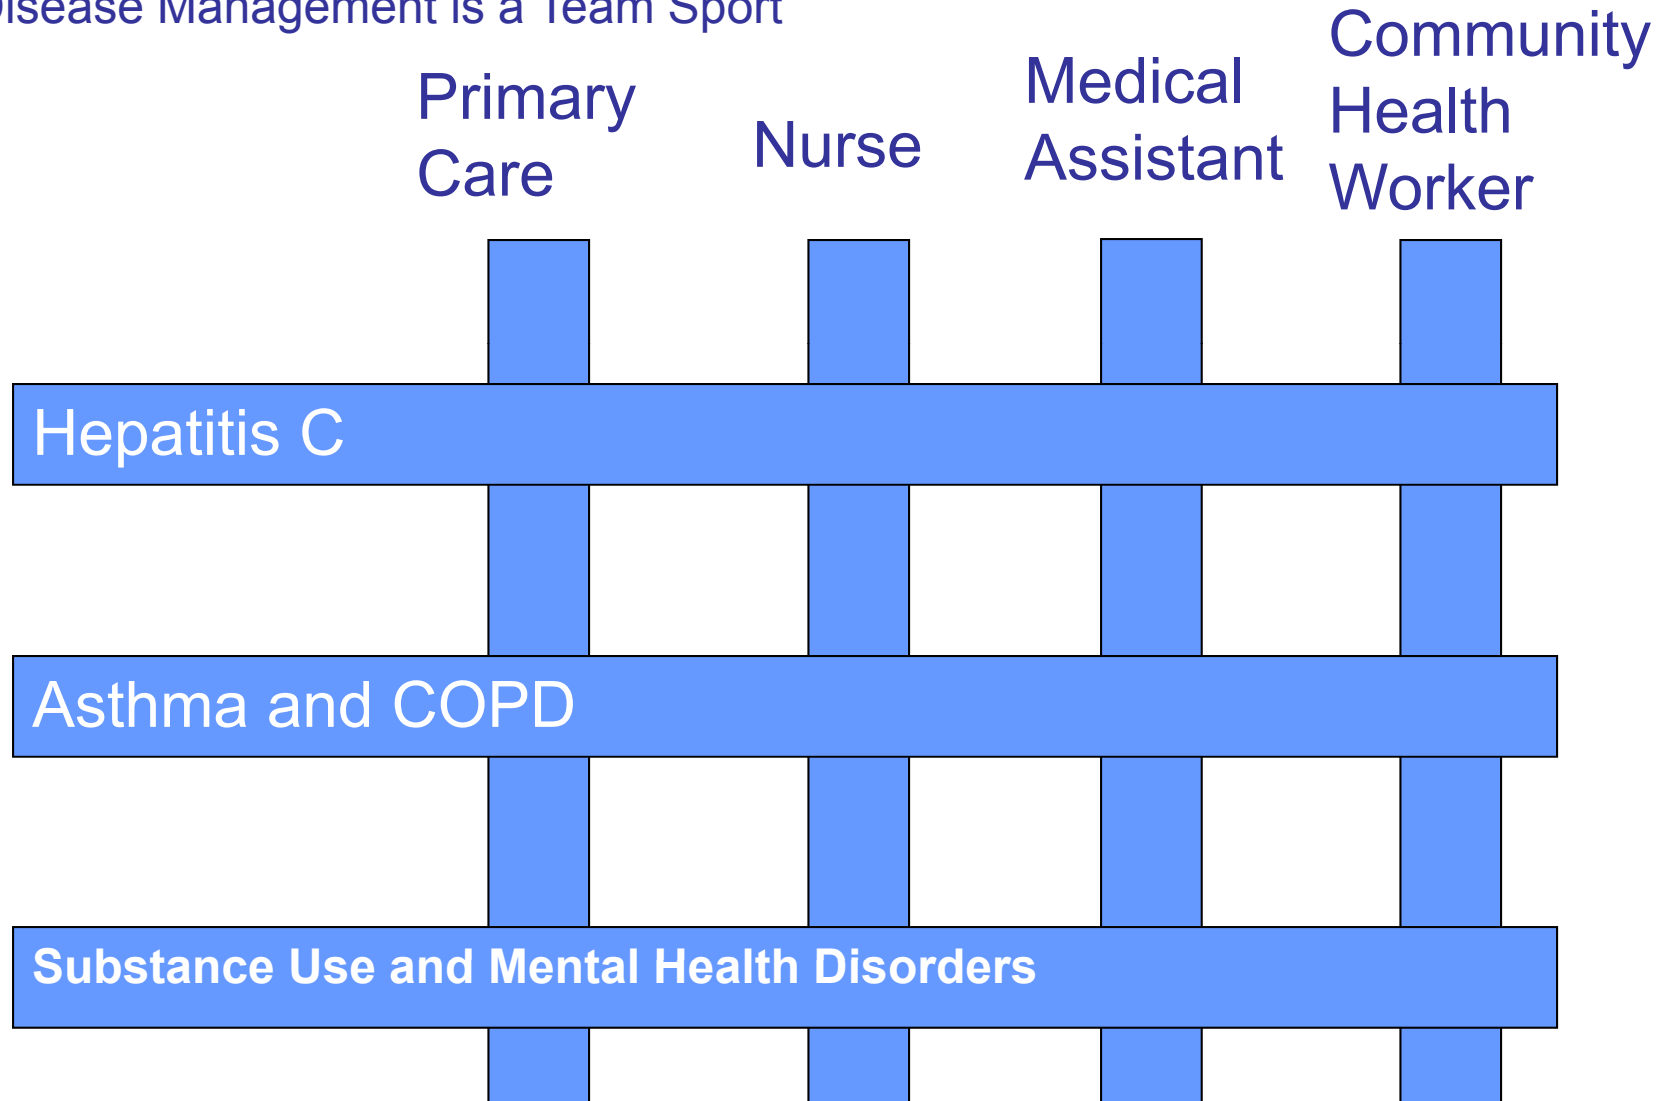 Disease Management is a Team Sport
Primary
Care
Nurse
Medical
Assistant
Community
Health
Worker
Hepatitis C
Asthma and COPD
Substance Use and Mental Health Disorders